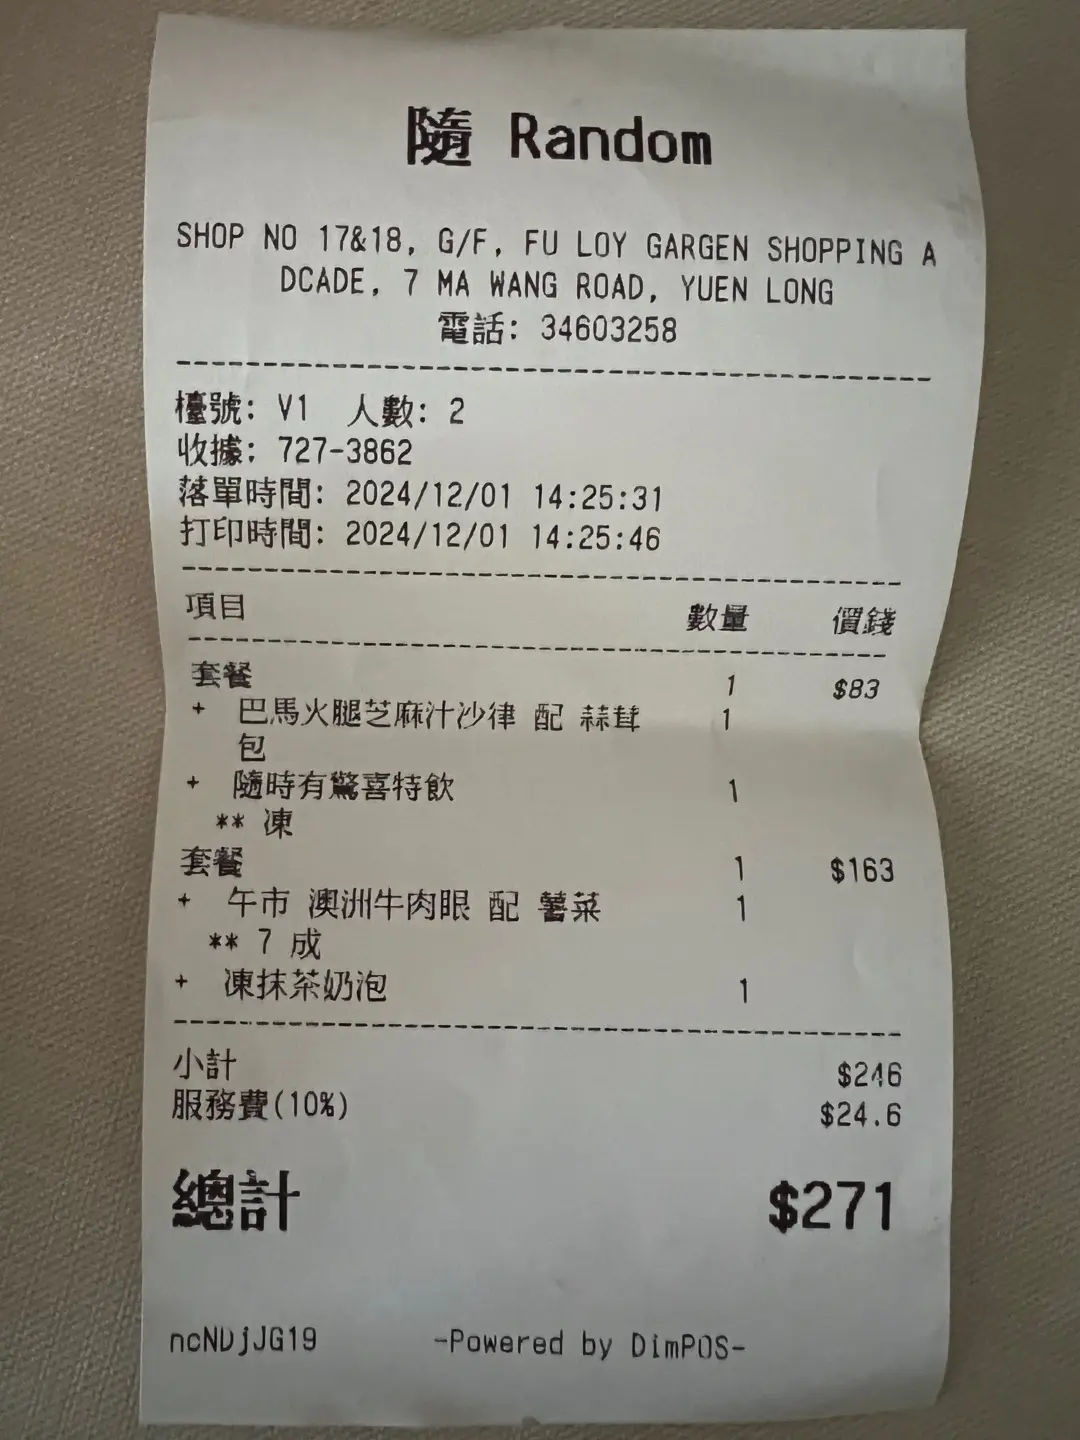 隨 Random
SHOP NO 17&18, G/F, FU LOY GARGEN SHOPPING A
DCADE, 7 MA WANG ROAD, YUEN LONG
電話: 34603258
檯號: V1 人數: 2
收據: 727-3862
落單時間: 2024/12/01 14:25:31
打印時間: 2024/12/01 14:25:46
項目 數量 價錢
套餐 1 $83
+ 巴馬火腿芝麻汁沙律 配 蒜茸 1
包
+ 隨時有驚喜特飲 1
** 凍
套餐 1 $163
+ 午市 澳洲牛肉眼 配 薯菜 1
** 7 成
+ 凍抹茶奶泡 1
小計 $246
服務費(10%) $24.6
總計 $271
ncNDjJG19 -Powered by DimPOS-